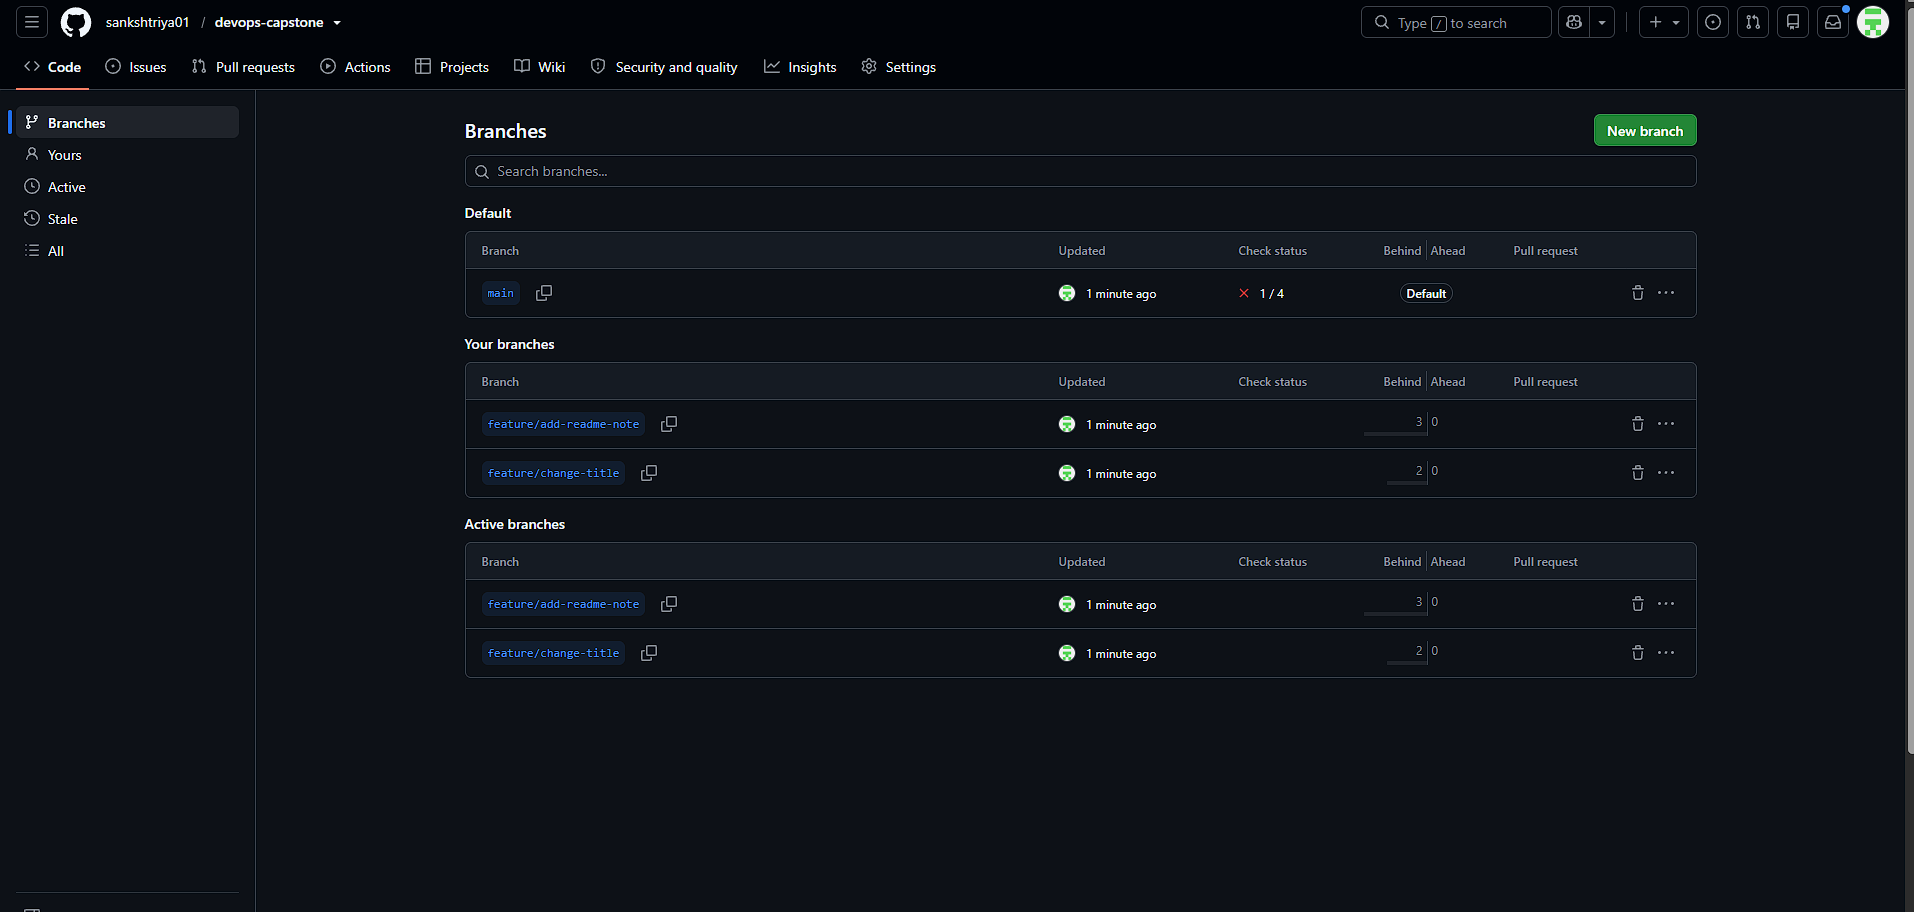 sankshtriya01 / devops-capstone
Type / to search
Code Issues Pull requests Actions Projects Wiki Security and quality Insights Settings
Branches
Yours
Active
Stale
All
Branches
New branch
Search branches...
Default
Branch Updated Check status Behind Ahead Pull request
main 1 minute ago 1 / 4 Default
Your branches
Branch Updated Check status Behind Ahead Pull request
feature/add-readme-note 1 minute ago 3 0
feature/change-title 1 minute ago 2 0
Active branches
Branch Updated Check status Behind Ahead Pull request
feature/add-readme-note 1 minute ago 3 0
feature/change-title 1 minute ago 2 0